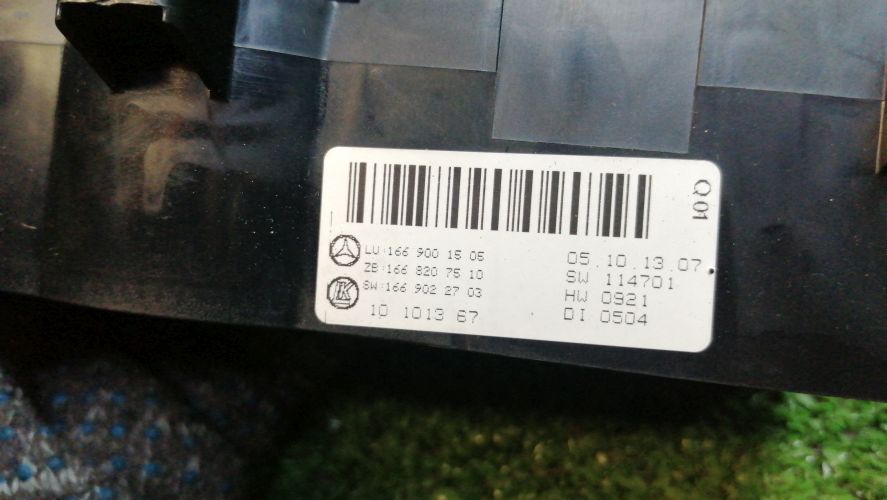 Q01
LU:166 900 15 05
ZB:166 820 75 10
SW:166 902 27 03
10 1013 67
05.10.13.07
SW 114701
HW 0921
DI 0504